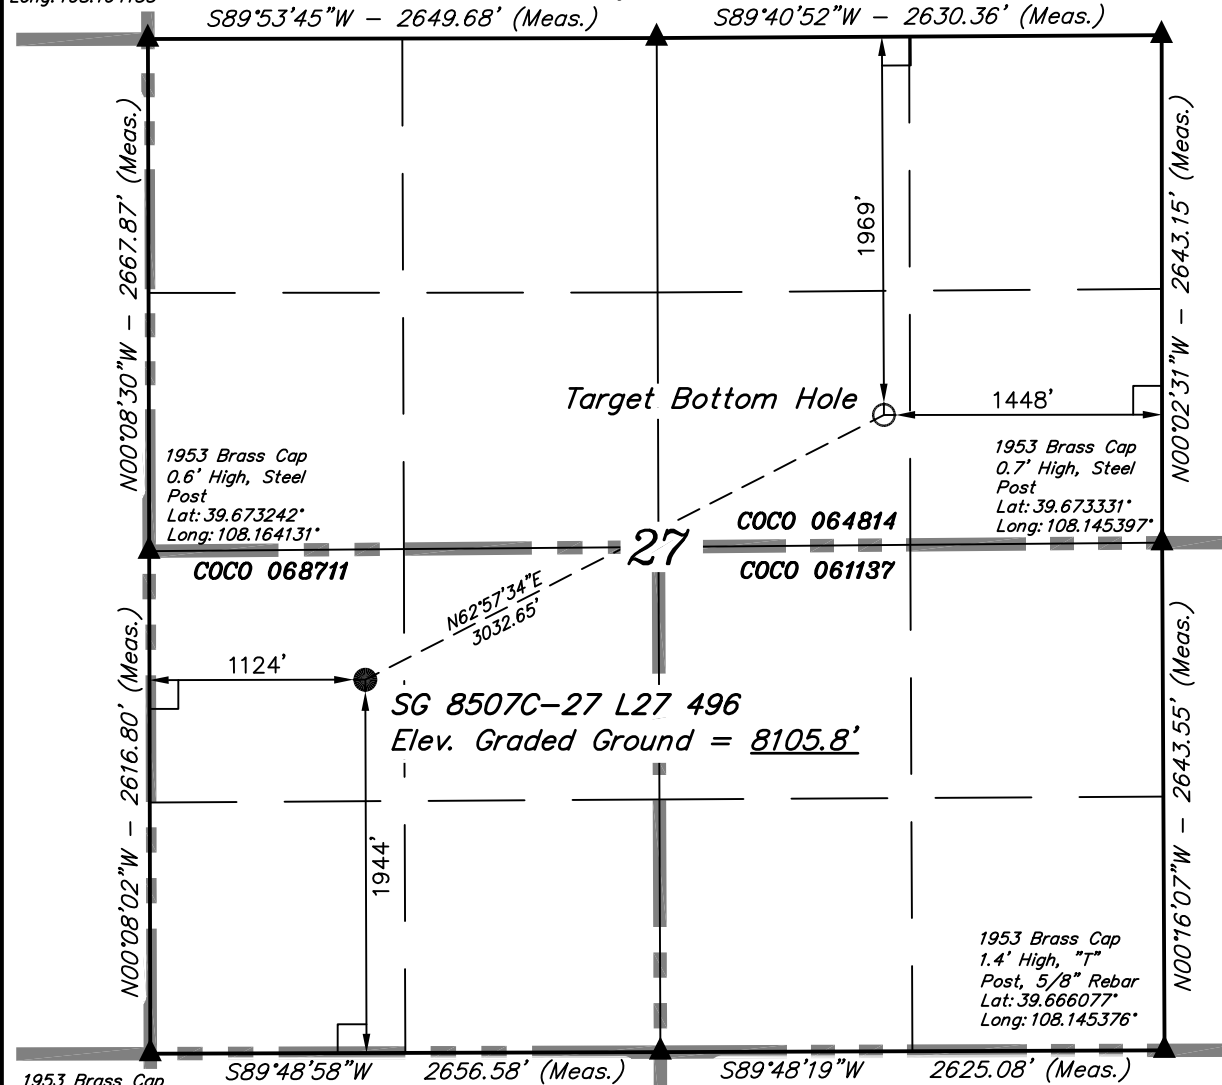 S89°53'45"W - 2649.68' (Meas.)
S89°40'52"W - 2630.36' (Meas.)
N00°08'30"W - 2667.87' (Meas.)
1969'
N00°02'31"W - 2643.15' (Meas.)
Target Bottom Hole
1448'
1953 Brass Cap
0.6' High, Steel
Post
Lat: 39.673242°
Long: 108.164131°
1953 Brass Cap
0.7' High, Steel
Post
Lat: 39.673331°
Long: 108.145397°
COCO 064814
27
COCO 068711
COCO 061137
N62°57'34"E
3032.65'
1124'
SG 8507C-27 L27 496
Elev. Graded Ground = 8105.8'
N00°08'02"W - 2616.80' (Meas.)
1944'
N00°16'07"W - 2643.55' (Meas.)
1953 Brass Cap
1.4' High, "T"
Post, 5/8" Rebar
Lat: 39.666077°
Long: 108.145376°
S89°48'58"W 2656.58' (Meas.)
S89°48'19"W 2625.08' (Meas.)
1953 Brass Cap